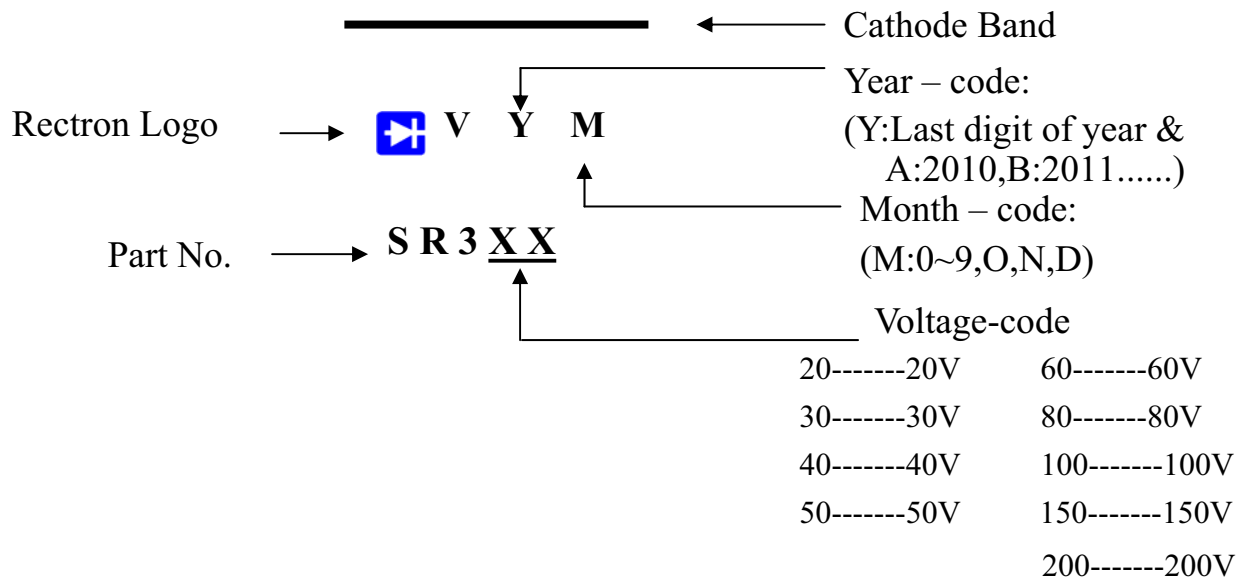 Cathode Band
Year – code:
Rectron Logo V Y M (Y:Last digit of year &
A:2010,B:2011......)
Month – code:
Part No. S R 3 X X (M:0~9,O,N,D)
Voltage-code
20-------20V 60-------60V
30-------30V 80-------80V
40-------40V 100-------100V
50-------50V 150-------150V
200-------200V